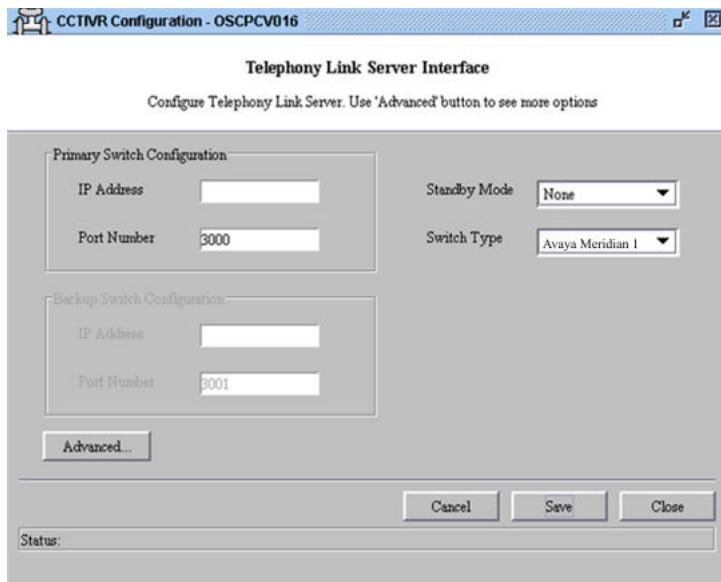 CCTIVR Configuration - OSCPCV016
Telephony Link Server Interface
Configure Telephony Link Server. Use 'Advanced' button to see more options
Primary Switch Configuration
IP Address
Port Number 3000
Standby Mode None
Switch Type Avaya Meridian 1
Backup Switch Configuration
IP Address
Port Number 3001
Advanced...
Cancel Save Close
Status: